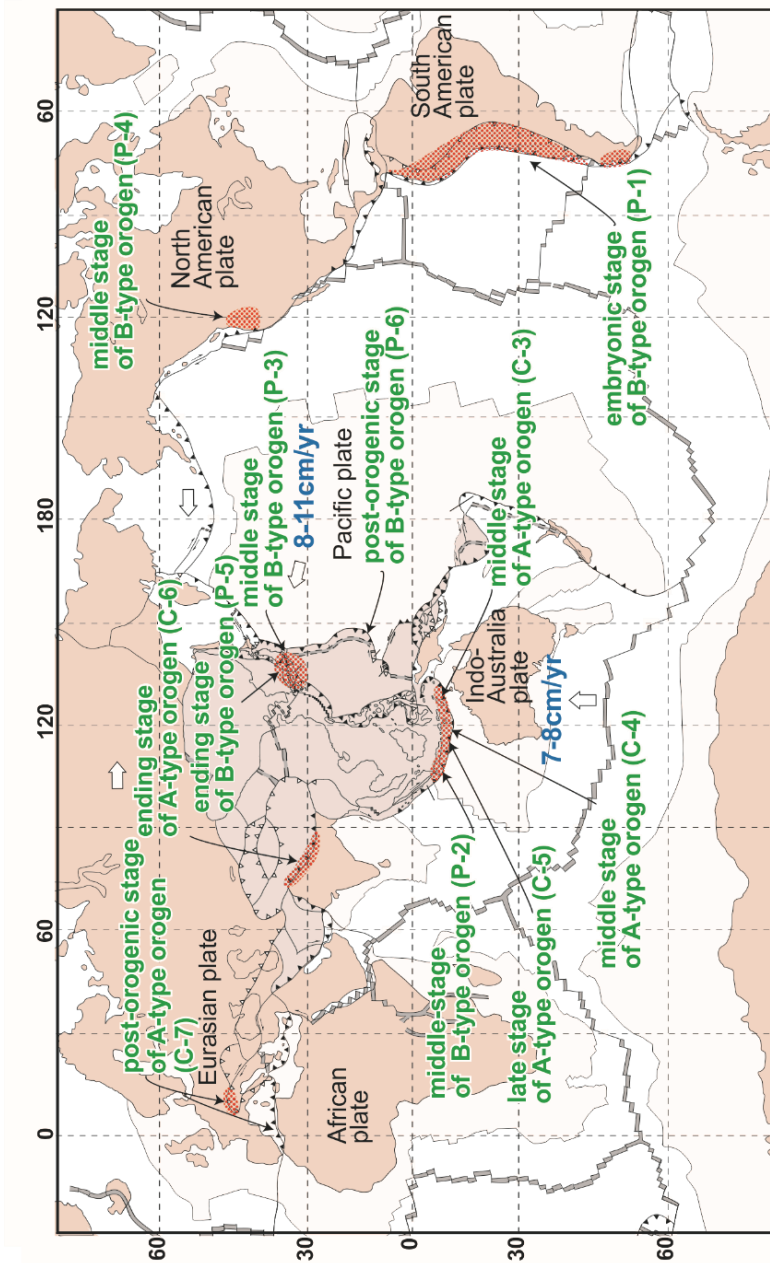 60
120
180
120
60
0
60
30
0
30
60
middle stage
of B-type orogen (P-4)
North
American
plate
South
American
plate
embryonic stage
of B-type orogen (P-1)
middle stage
of B-type orogen (P-3)
8-11cm/yr
Pacific plate
post-orogenic stage
of B-type orogen (P-6)
middle stage
of A-type orogen (C-3)
ending stage
of A-type orogen (C-6)
ending stage
of B-type orogen (P-5)
Indo-
Australia
plate
7-8cm/yr
post-orogenic stage
of A-type orogen
(C-7)
Eurasian plate
African
plate
middle-stage
of B-type orogen (P-2)
late stage
of A-type orogen (C-5)
middle stage
of A-type orogen (C-4)